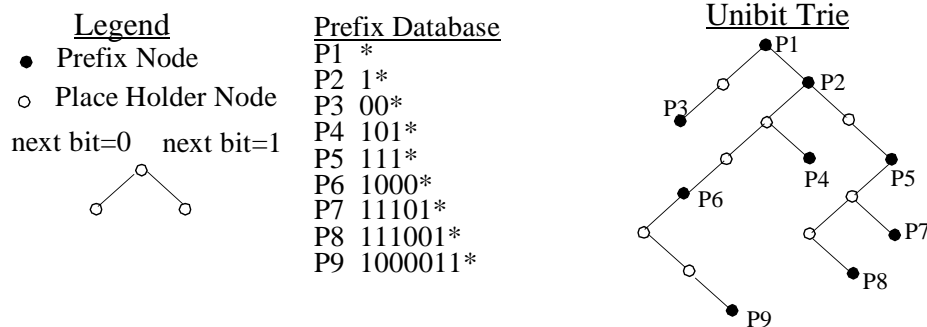 Legend
Prefix Node
Place Holder Node
next bit=0 next bit=1
Prefix Database
P1 *
P2 1*
P3 00*
P4 101*
P5 111*
P6 1000*
P7 11101*
P8 111001*
P9 1000011*
Unibit Trie
P1
P2
P3
P4
P5
P6
P7
P8
P9